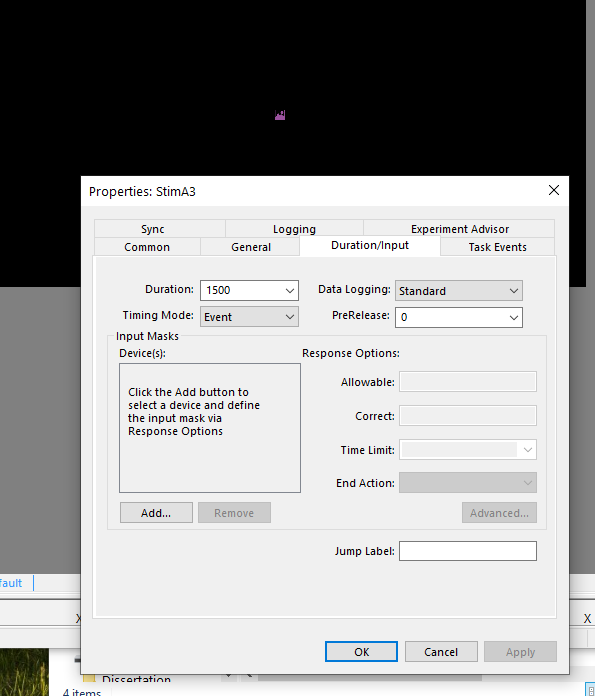 Properties: StimA3
Sync
Logging
Experiment Advisor
Common
General
Duration/Input
Task Events
Duration: 1500
Data Logging: Standard
Timing Mode: Event
PreRelease: 0
Input Masks
Device(s):
Response Options:
Click the Add button to
select a device and define
the input mask via
Response Options
Allowable:
Correct:
Time Limit:
End Action:
Add...
Remove
Advanced...
Jump Label:
fault
X
X
OK
Cancel
Apply
Dissertation
4 items